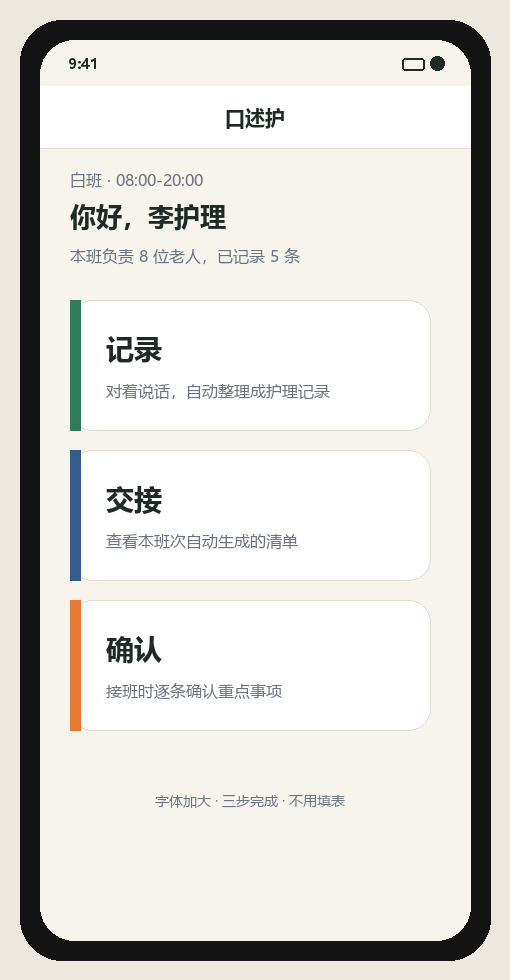 9:41
口述护
白班 · 08:00-20:00
你好，李护理
本班负责 8 位老人，已记录 5 条
记录
对着说话，自动整理成护理记录
交接
查看本班次自动生成的清单
确认
接班时逐条确认重点事项
字体加大 · 三步完成 · 不用填表